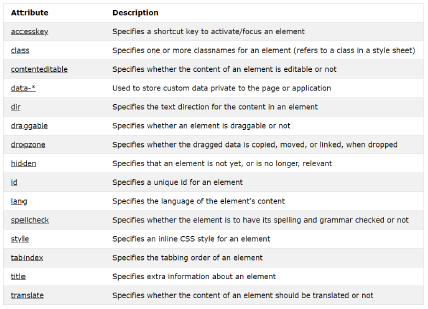 Attribute Description
accesskey Specifies a shortcut key to activate/focus an element
class Specifies one or more classnames for an element (refers to a class in a style sheet)
contenteditable Specifies whether the content of an element is editable or not
data-* Used to store custom data private to the page or application
dir Specifies the text direction for the content in an element
draggable Specifies whether an element is draggable or not
dropzone Specifies whether the dragged data is copied, moved, or linked, when dropped
hidden Specifies that an element is not yet, or is no longer, relevant
id Specifies a unique id for an element
lang Specifies the language of the element's content
spellcheck Specifies whether the element is to have its spelling and grammar checked or not
style Specifies an inline CSS style for an element
tabindex Specifies the tabbing order of an element
title Specifies extra information about an element
translate Specifies whether the content of an element should be translated or not